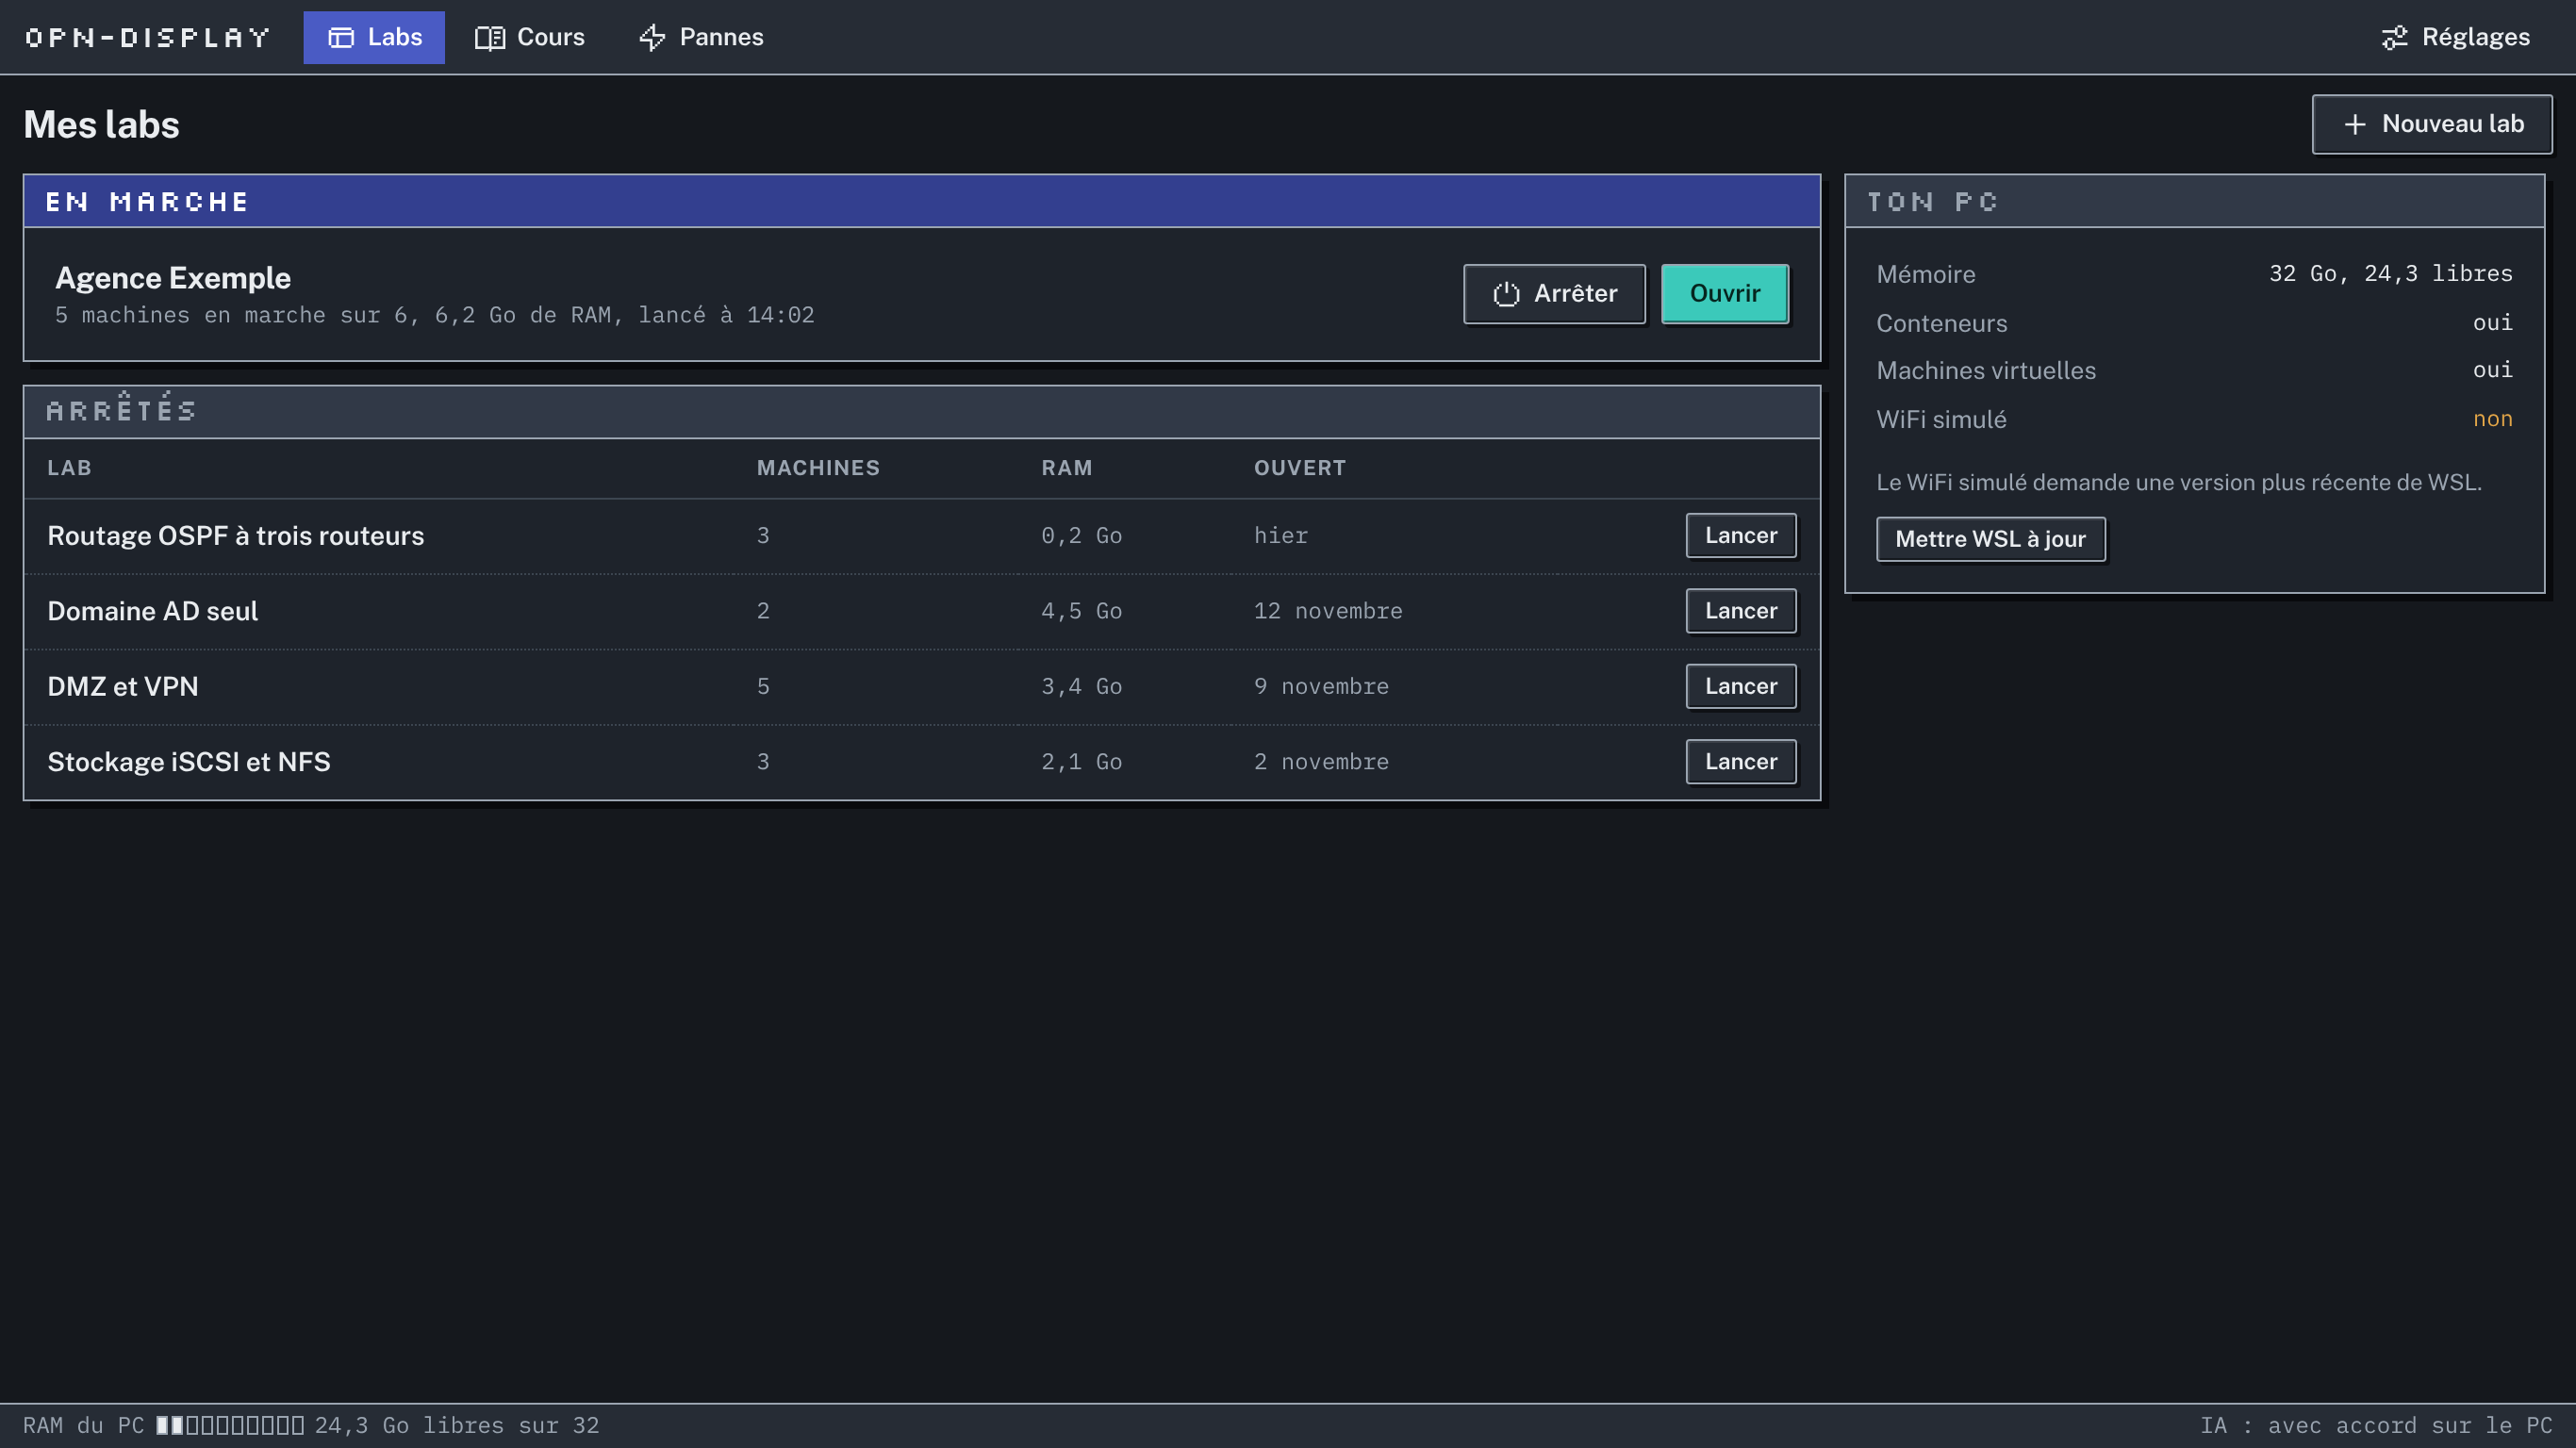 OPN-DISPLAY Labs Cours Pannes Réglages
Mes labs + Nouveau lab
EN MARCHE
Agence Exemple
5 machines en marche sur 6, 6,2 Go de RAM, lancé à 14:02
Arrêter Ouvrir
ARRÊTÉS
LAB MACHINES RAM OUVERT
Routage OSPF à trois routeurs 3 0,2 Go hier Lancer
Domaine AD seul 2 4,5 Go 12 novembre Lancer
DMZ et VPN 5 3,4 Go 9 novembre Lancer
Stockage iSCSI et NFS 3 2,1 Go 2 novembre Lancer
TON PC
Mémoire 32 Go, 24,3 libres
Conteneurs oui
Machines virtuelles oui
WiFi simulé non
Le WiFi simulé demande une version plus récente de WSL.
Mettre WSL à jour
RAM du PC 24,3 Go libres sur 32 IA : avec accord sur le PC